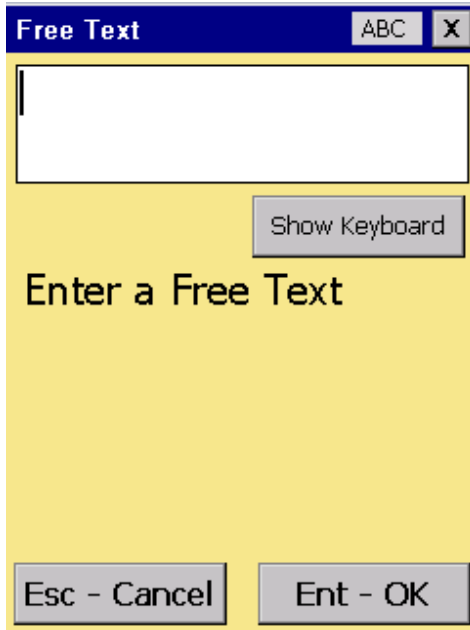 Free Text ABC X
Show Keyboard
Enter a Free Text
Esc - Cancel Ent - OK